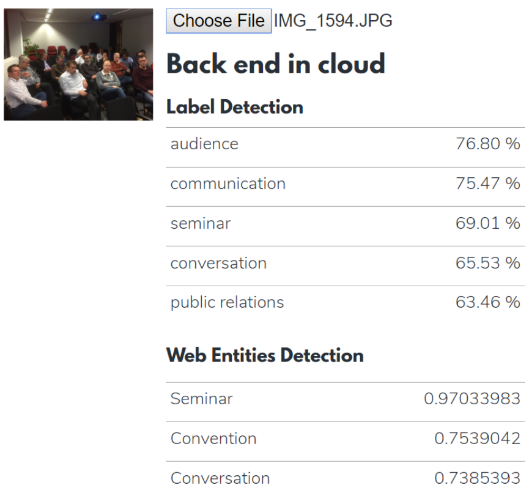 Choose File IMG_1594.JPG
Back end in cloud
Label Detection
audience 76.80 %
communication 75.47 %
seminar 69.01 %
conversation 65.53 %
public relations 63.46 %
Web Entities Detection
Seminar 0.97033983
Convention 0.7539042
Conversation 0.7385393